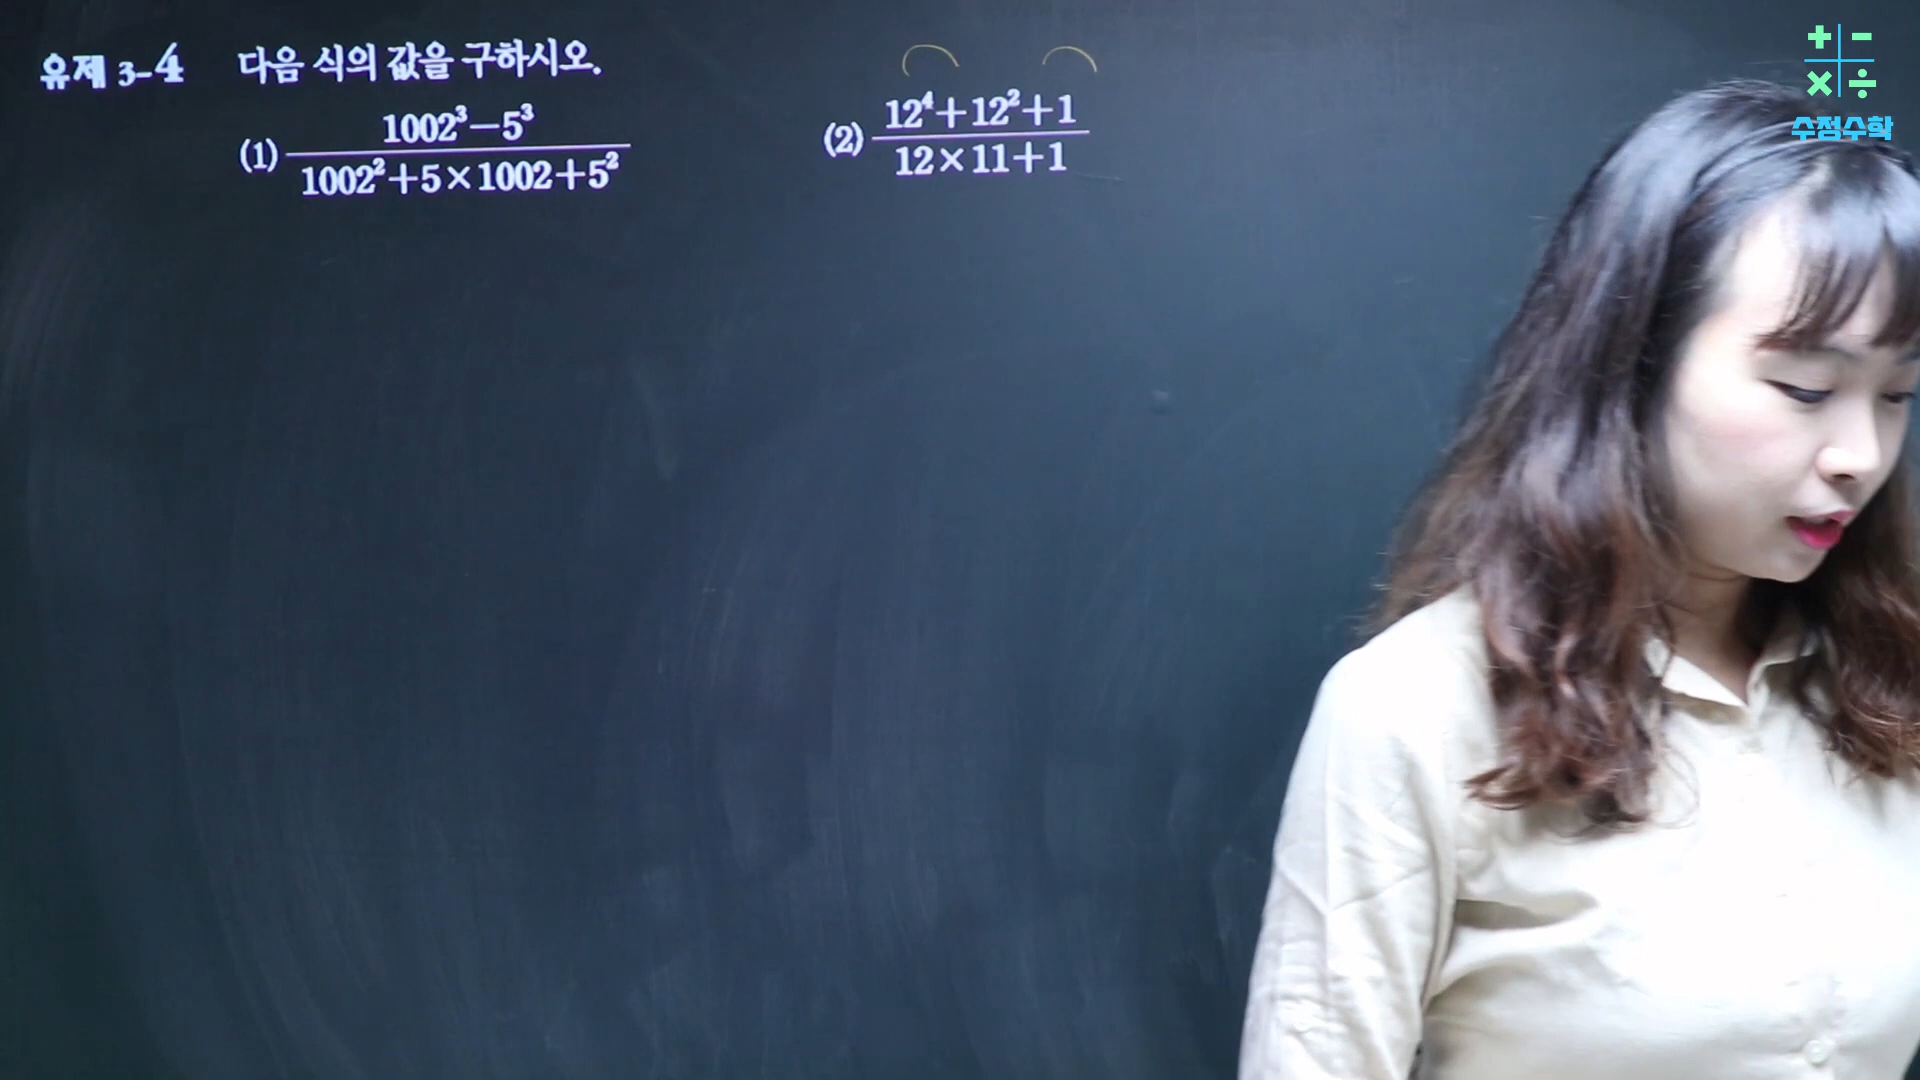 유제 3-4 다음 식의 값을 구하시오.
(1) 1002³-5³ / 1002²+5×1002+5²
(2) 12⁴+12²+1 / 12×11+1
+ - × ÷
수정수학